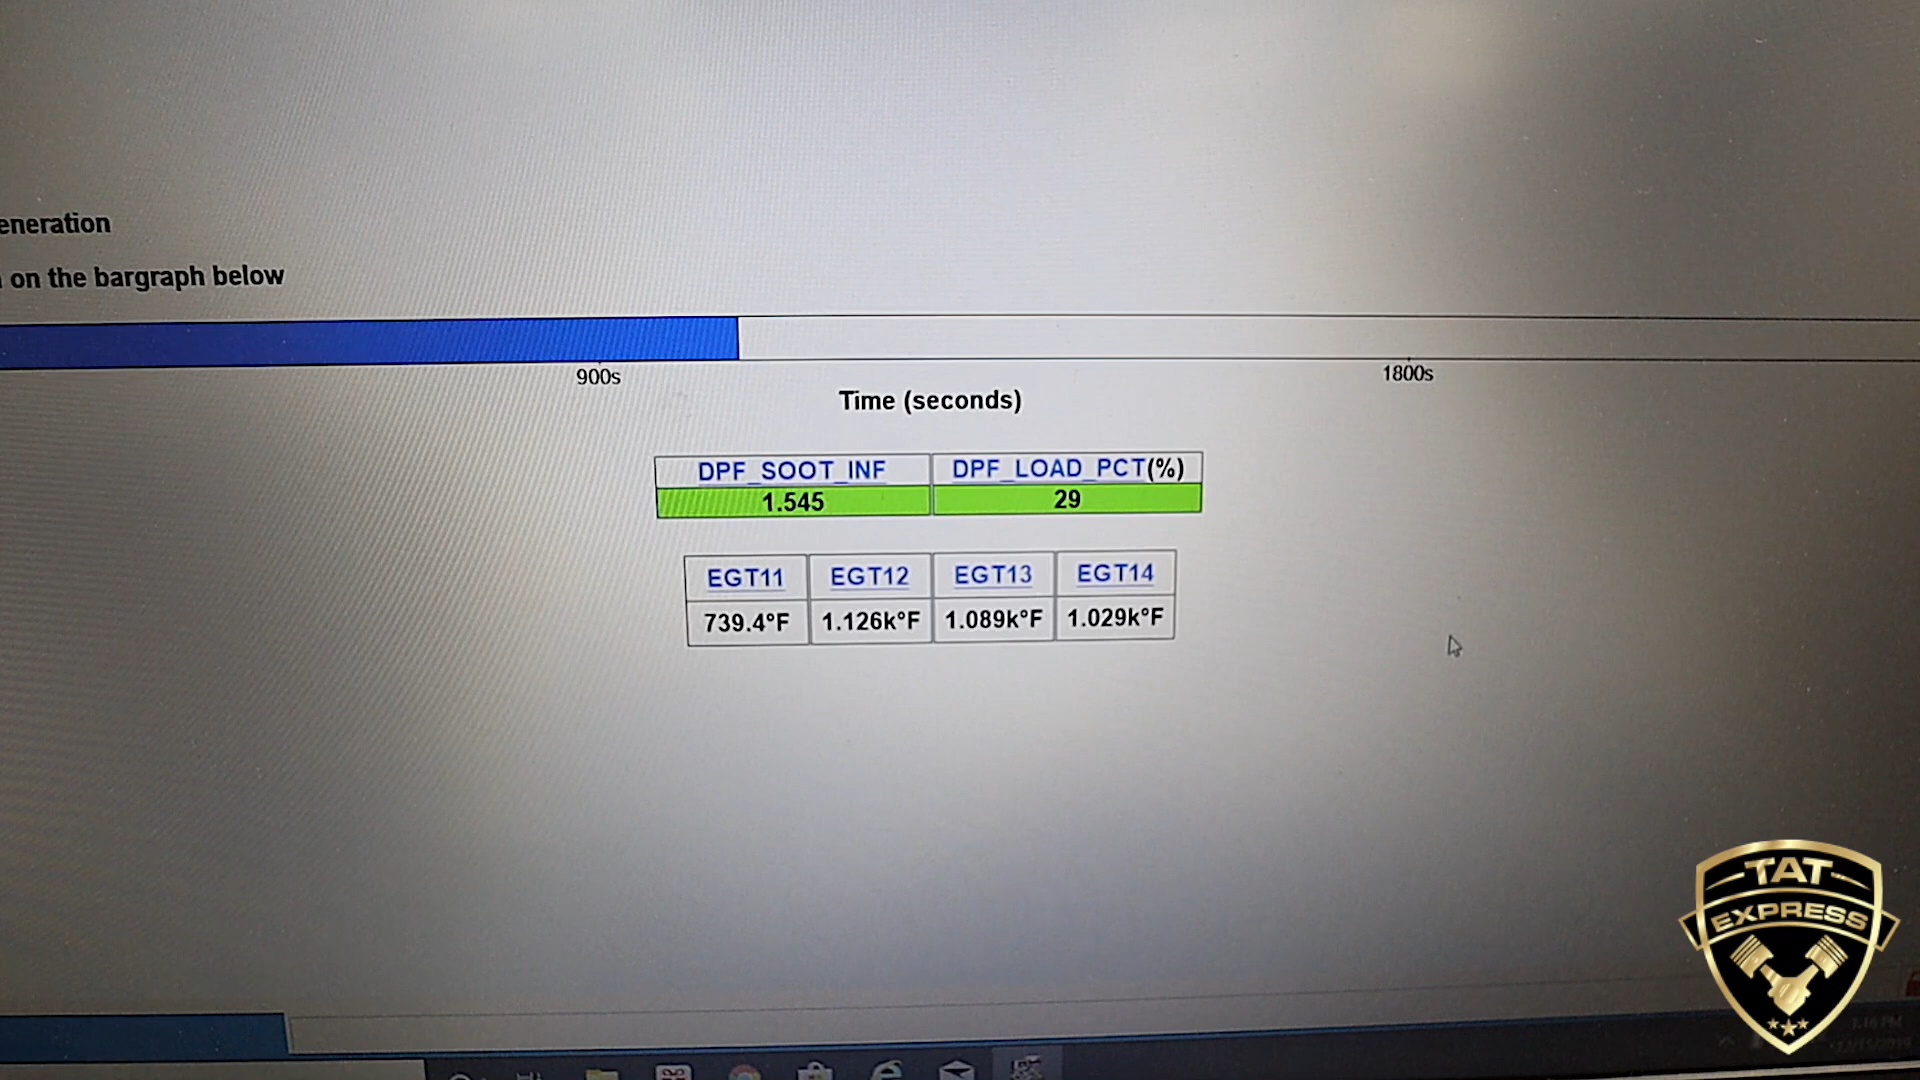 eneration
on the bargraph below
900s
1800s
Time (seconds)
DPF_SOOT_INF
DPF_LOAD_PCT(%)
1.545
29
EGT11
EGT12
EGT13
EGT14
739.4°F
1.126k°F
1.089k°F
1.029k°F
TAT
EXPRESS